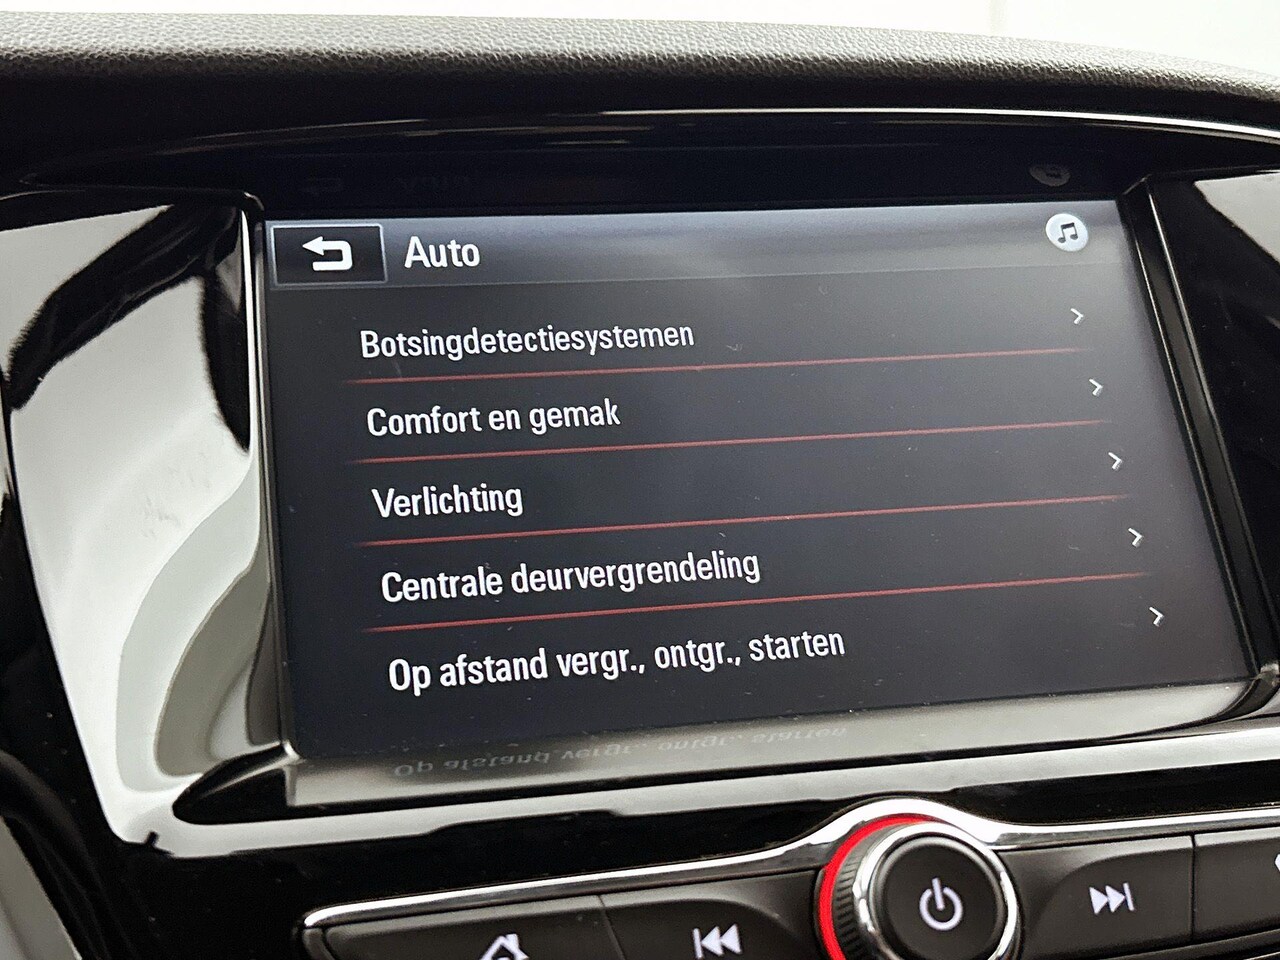 Auto
Botsingdetectiesystemen
Comfort en gemak
Verlichting
Centrale deurvergrendeling
Op afstand vergr., ontgr., starten